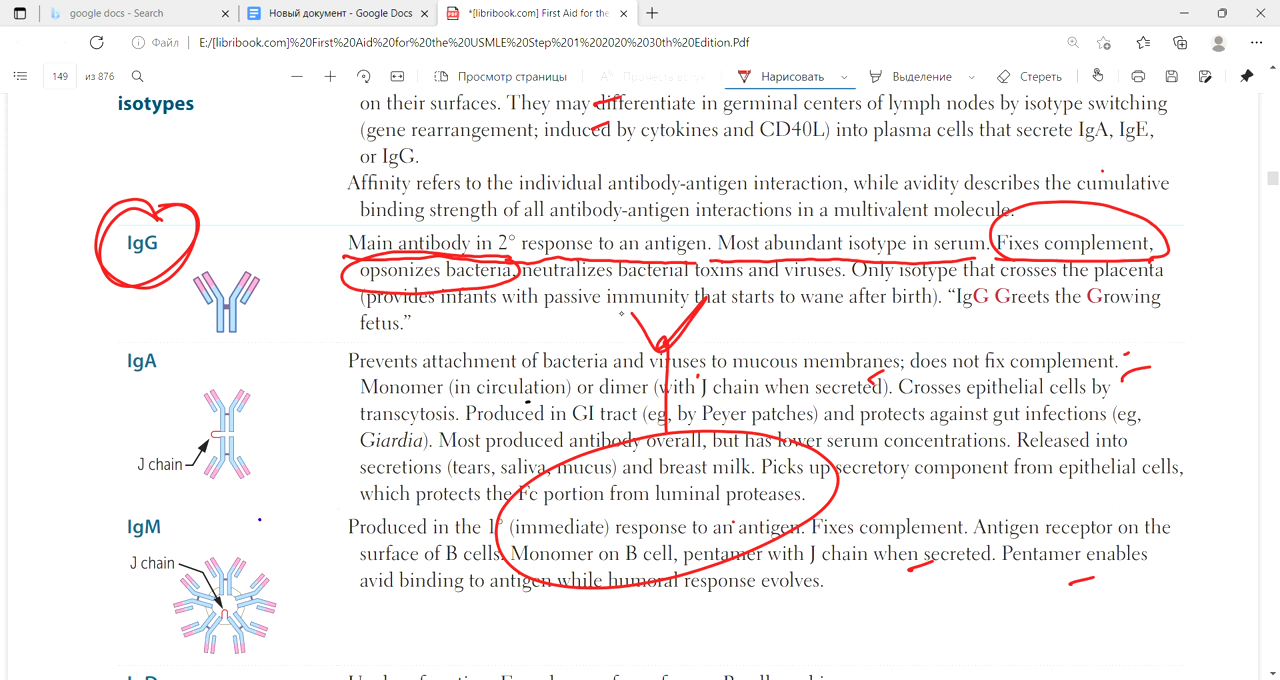 google docs - Search
Новый документ - Google Docs
*[libribook.com] First Aid for the
Файл
E:/[libribook.com]%20First%20Aid%20for%20the%20USMLE%20Step%201%202020%2030th%20Edition.Pdf
149 из 876
Просмотр страницы
Прочесть вслух
Нарисовать
Выделение
Стереть
isotypes
on their surfaces. They may differentiate in germinal centers of lymph nodes by isotype switching
(gene rearrangement; induced by cytokines and CD40L) into plasma cells that secrete IgA, IgE,
or IgG.
Affinity refers to the individual antibody-antigen interaction, while avidity describes the cumulative
binding strength of all antibody-antigen interactions in a multivalent molecule.
IgG
Main antibody in 2° response to an antigen. Most abundant isotype in serum. Fixes complement,
opsonizes bacteria, neutralizes bacterial toxins and viruses. Only isotype that crosses the placenta
(provides infants with passive immunity that starts to wane after birth). “IgG Greets the Growing
fetus.”
IgA
Prevents attachment of bacteria and viruses to mucous membranes; does not fix complement.
Monomer (in circulation) or dimer (with J chain when secreted). Crosses epithelial cells by
transcytosis. Produced in GI tract (eg, by Peyer patches) and protects against gut infections (eg,
Giardia). Most produced antibody overall, but has lower serum concentrations. Released into
secretions (tears, saliva, mucus) and breast milk. Picks up secretory component from epithelial cells,
which protects the Fc portion from luminal proteases.
J chain
IgM
Produced in the 1° (immediate) response to an antigen. Fixes complement. Antigen receptor on the
surface of B cells. Monomer on B cell, pentamer with J chain when secreted. Pentamer enables
avid binding to antigen while humoral response evolves.
J chain